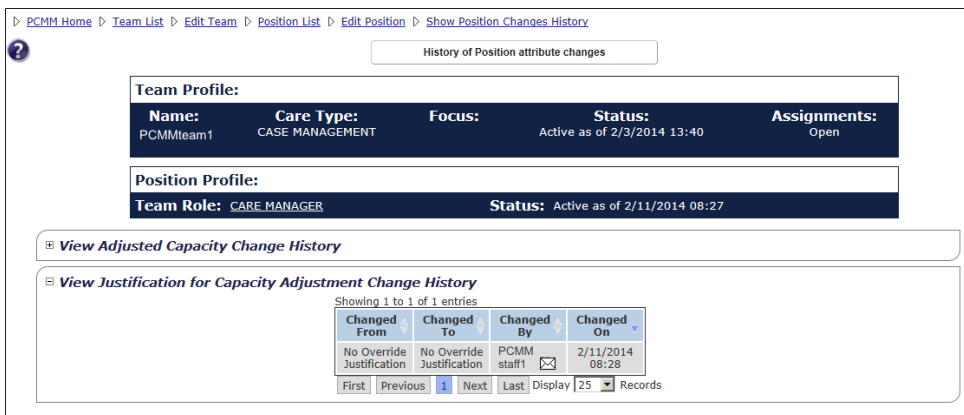 PCMM Home Team List Edit Team Position List Edit Position Show Position Changes History
?
History of Position attribute changes
Team Profile:
Name: Care Type: Focus: Status: Assignments:
PCMMteam1 CASE MANAGEMENT Active as of 2/3/2014 13:40 Open
Position Profile:
Team Role: CARE MANAGER Status: Active as of 2/11/2014 08:27
View Adjusted Capacity Change History
View Justification for Capacity Adjustment Change History
Showing 1 to 1 of 1 entries
Changed From Changed To Changed By Changed On
No Override Justification No Override Justification PCMM staff1 2/11/2014 08:28
First Previous 1 Next Last Display 25 Records